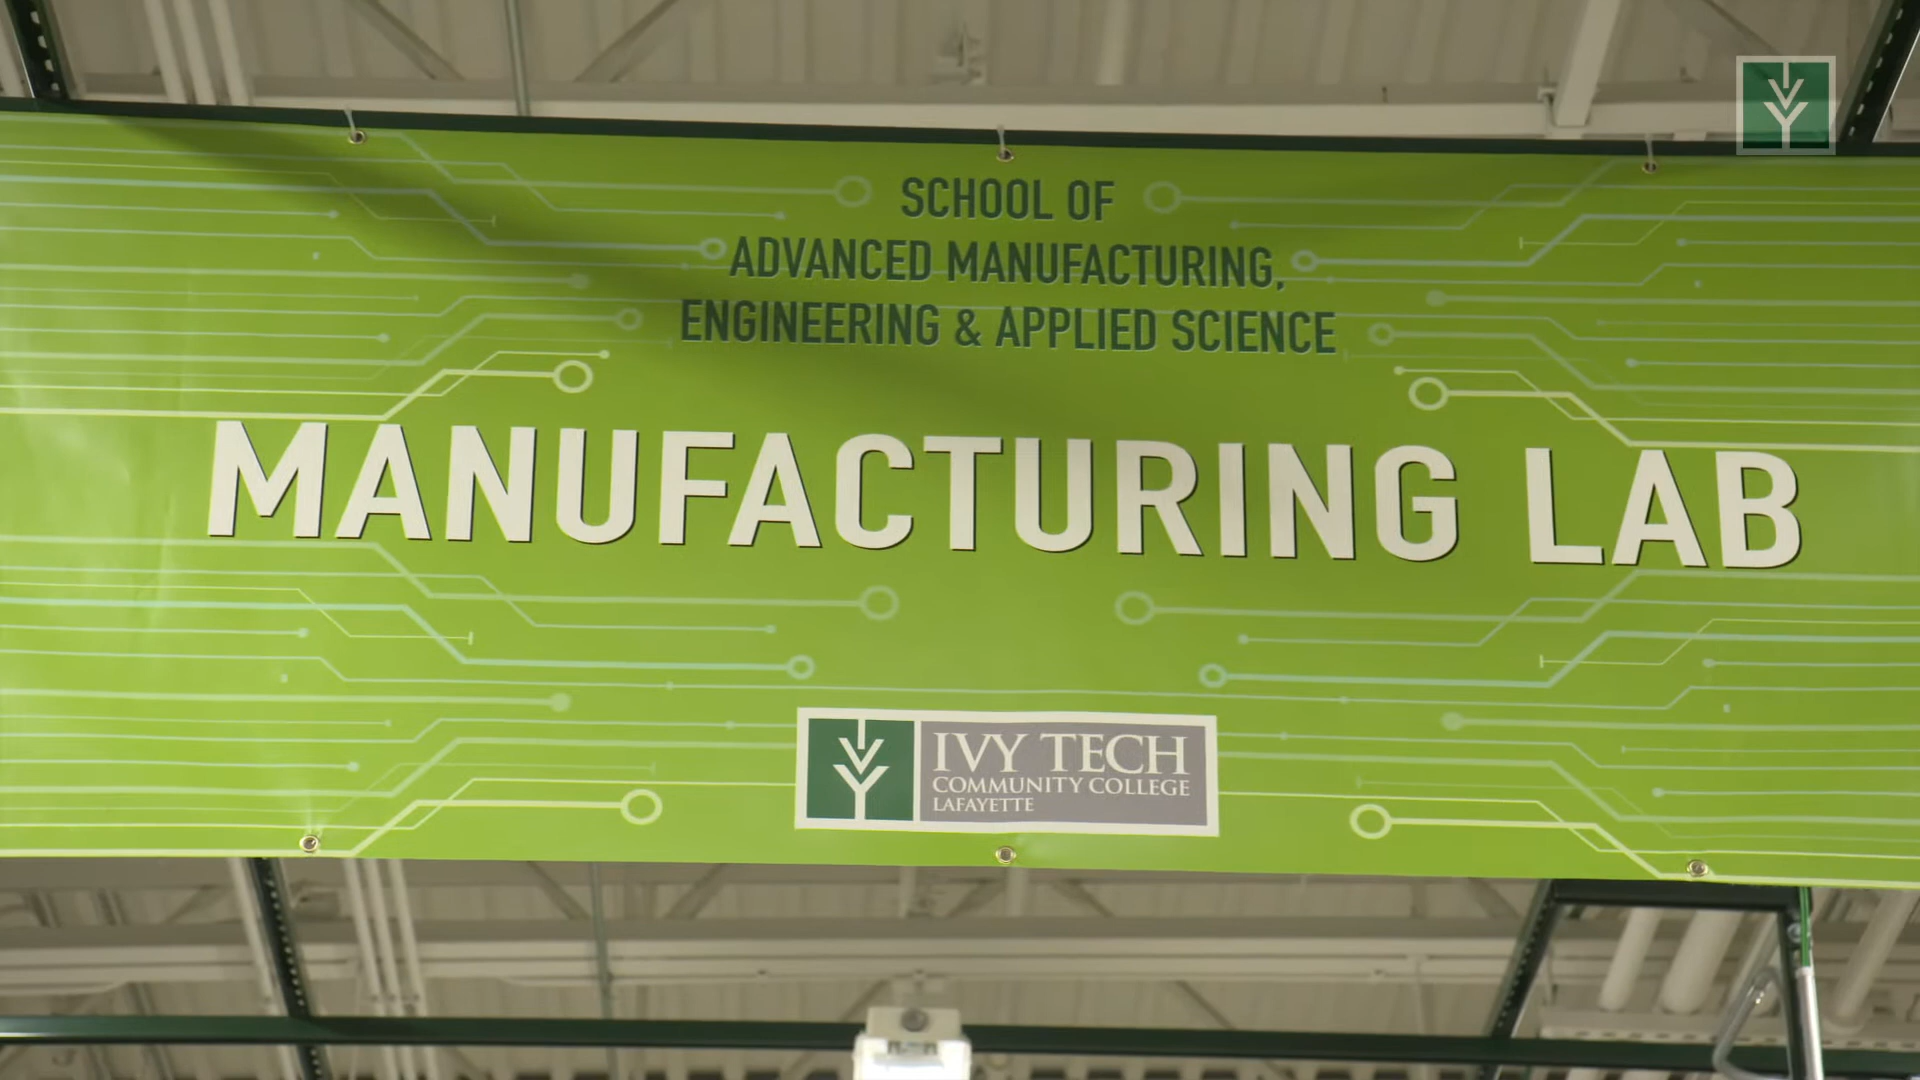 SCHOOL OF
ADVANCED MANUFACTURING,
ENGINEERING & APPLIED SCIENCE
MANUFACTURING LAB
IVY TECH
COMMUNITY COLLEGE
LAFAYETTE